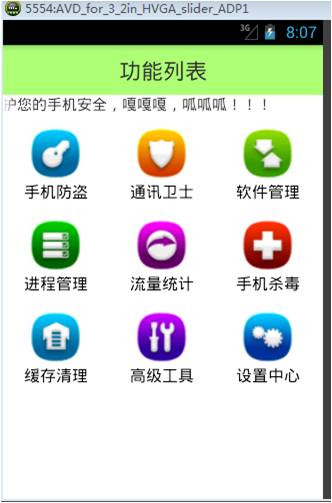 5554:AVD_for_3_2in_HVGA_slider_ADP1
3G 8:07
功能列表
护您的手机安全，嘎嘎嘎，呱呱呱！！！
手机防盗 通讯卫士 软件管理
进程管理 流量统计 手机杀毒
缓存清理 高级工具 设置中心